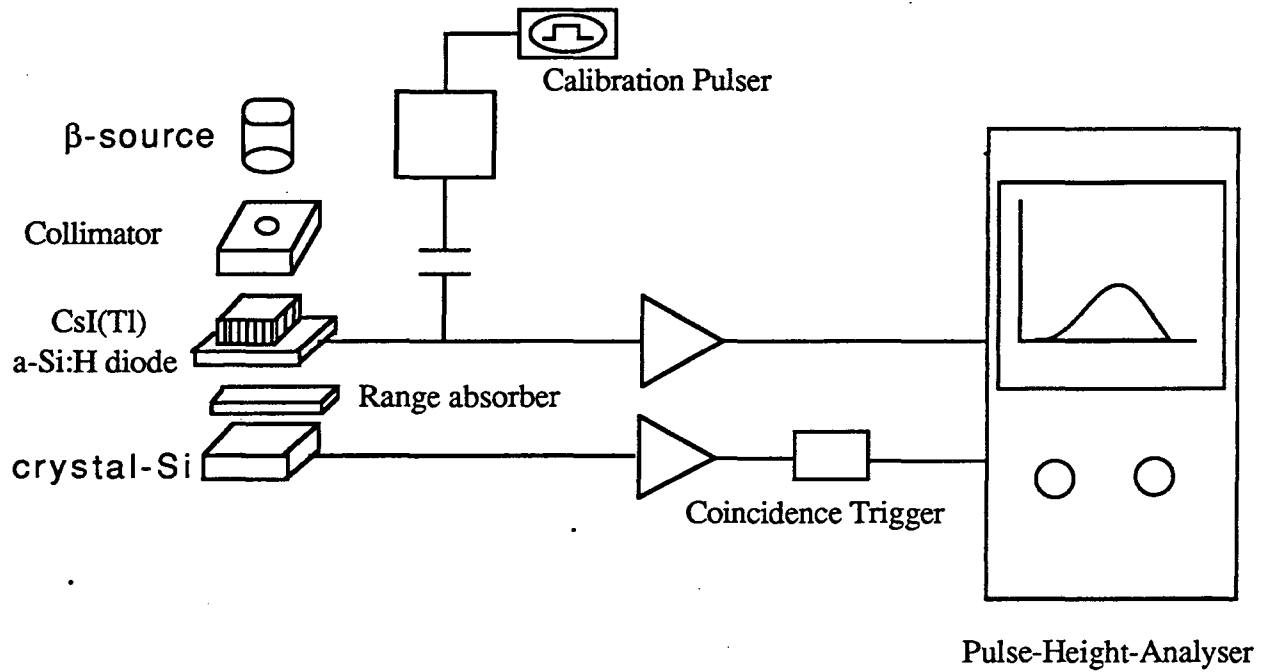 Calibration Pulser
β-source
Collimator
CsI(Tl)
a-Si:H diode
Range absorber
crystal-Si
Coincidence Trigger
Pulse-Height-Analyser